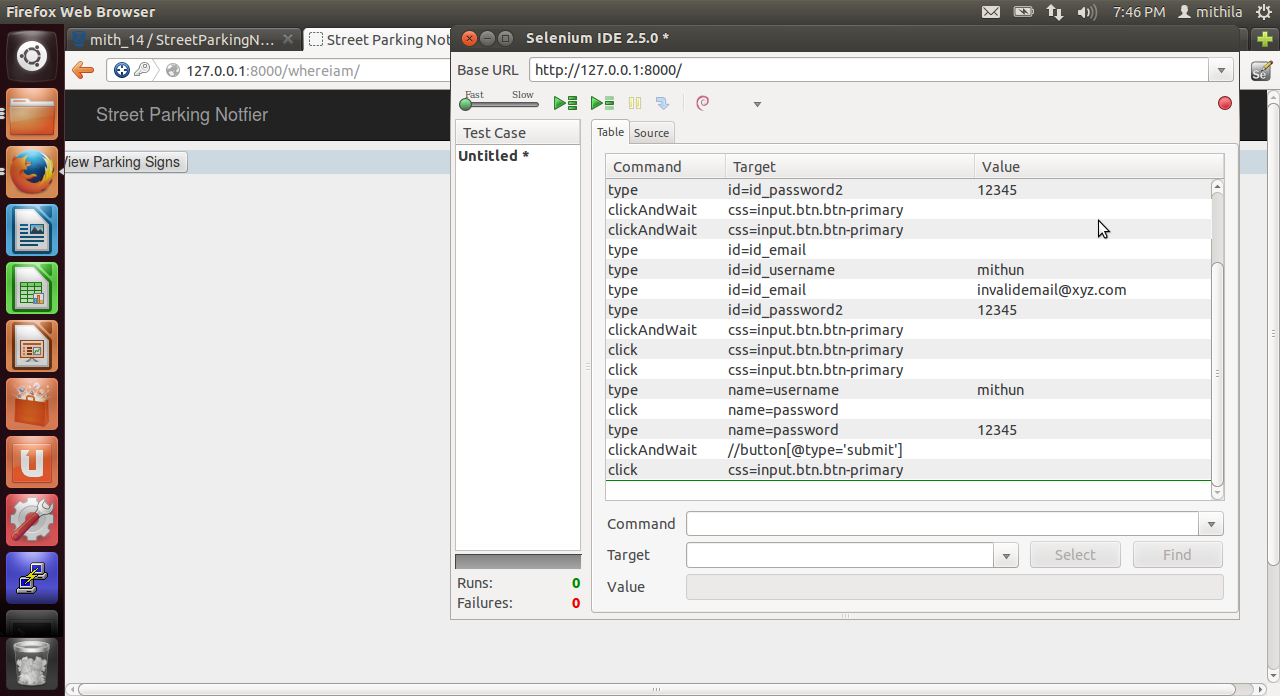 Firefox Web Browser
7:46 PM mithila
mith_14 / StreetParkingN...
Street Parking Not
Selenium IDE 2.5.0 *
127.0.0.1:8000/whereiam/
Base URL http://127.0.0.1:8000/
Fast Slow
Street Parking Notfier
View Parking Signs
Test Case
Untitled *
Table Source
Command Target Value
type id=id_password2 12345
clickAndWait css=input.btn.btn-primary
clickAndWait css=input.btn.btn-primary
type id=id_email
type id=id_username mithun
type id=id_email invalidemail@xyz.com
type id=id_password2 12345
clickAndWait css=input.btn.btn-primary
click css=input.btn.btn-primary
click css=input.btn.btn-primary
type name=username mithun
click name=password
type name=password 12345
clickAndWait //button[@type='submit']
click css=input.btn.btn-primary
Command
Target Select Find
Value
Runs: 0
Failures: 0
Se
U